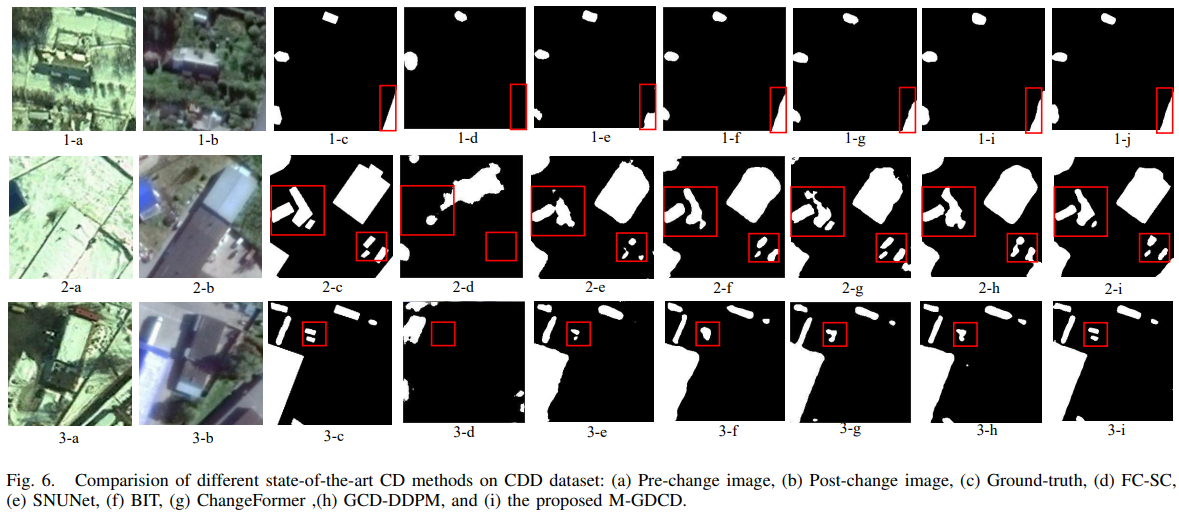 1-a 1-b 1-c 1-d 1-e 1-f 1-g 1-i 1-j
2-a 2-b 2-c 2-d 2-e 2-f 2-g 2-h 2-i
3-a 3-b 3-c 3-d 3-e 3-f 3-g 3-h 3-i
Fig. 6. Comparision of different state-of-the-art CD methods on CDD dataset: (a) Pre-change image, (b) Post-change image, (c) Ground-truth, (d) FC-SC,
(e) SNUNet, (f) BIT, (g) ChangeFormer ,(h) GCD-DDPM, and (i) the proposed M-GDCD.